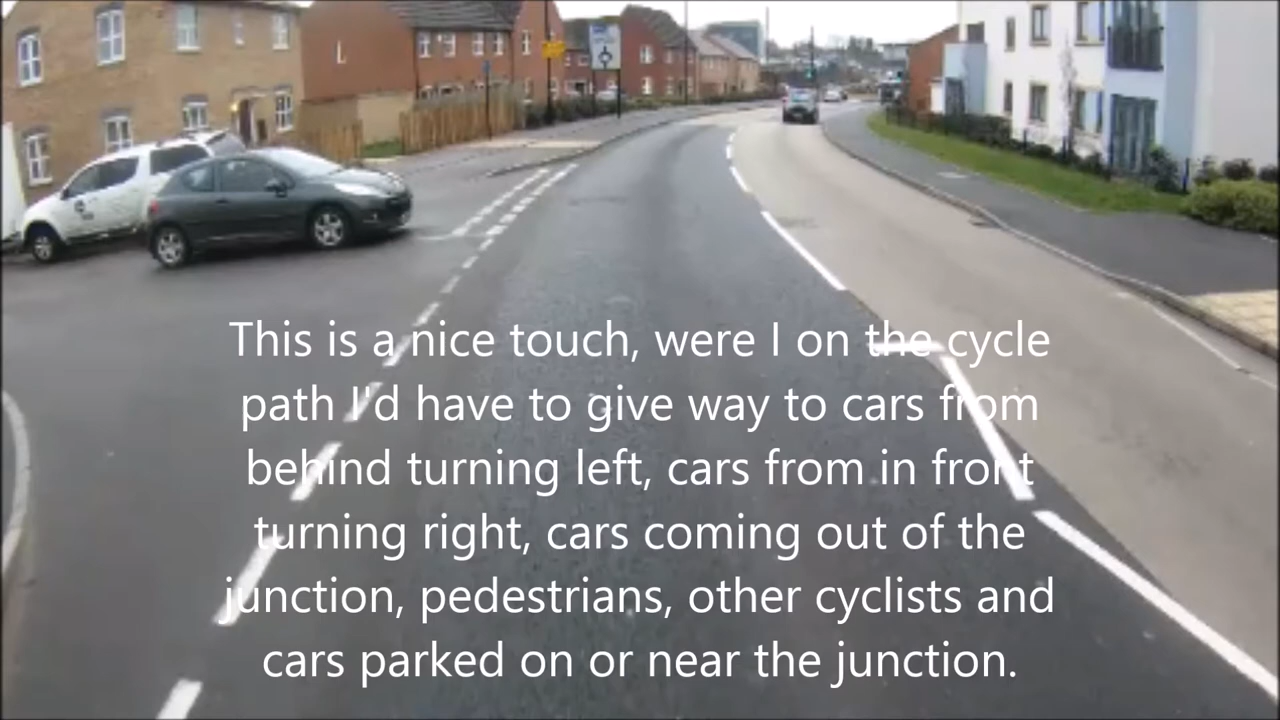 This is a nice touch, were I on the cycle
path I'd have to give way to cars from
behind turning left, cars from in front
turning right, cars coming out of the
junction, pedestrians, other cyclists and
cars parked on or near the junction.